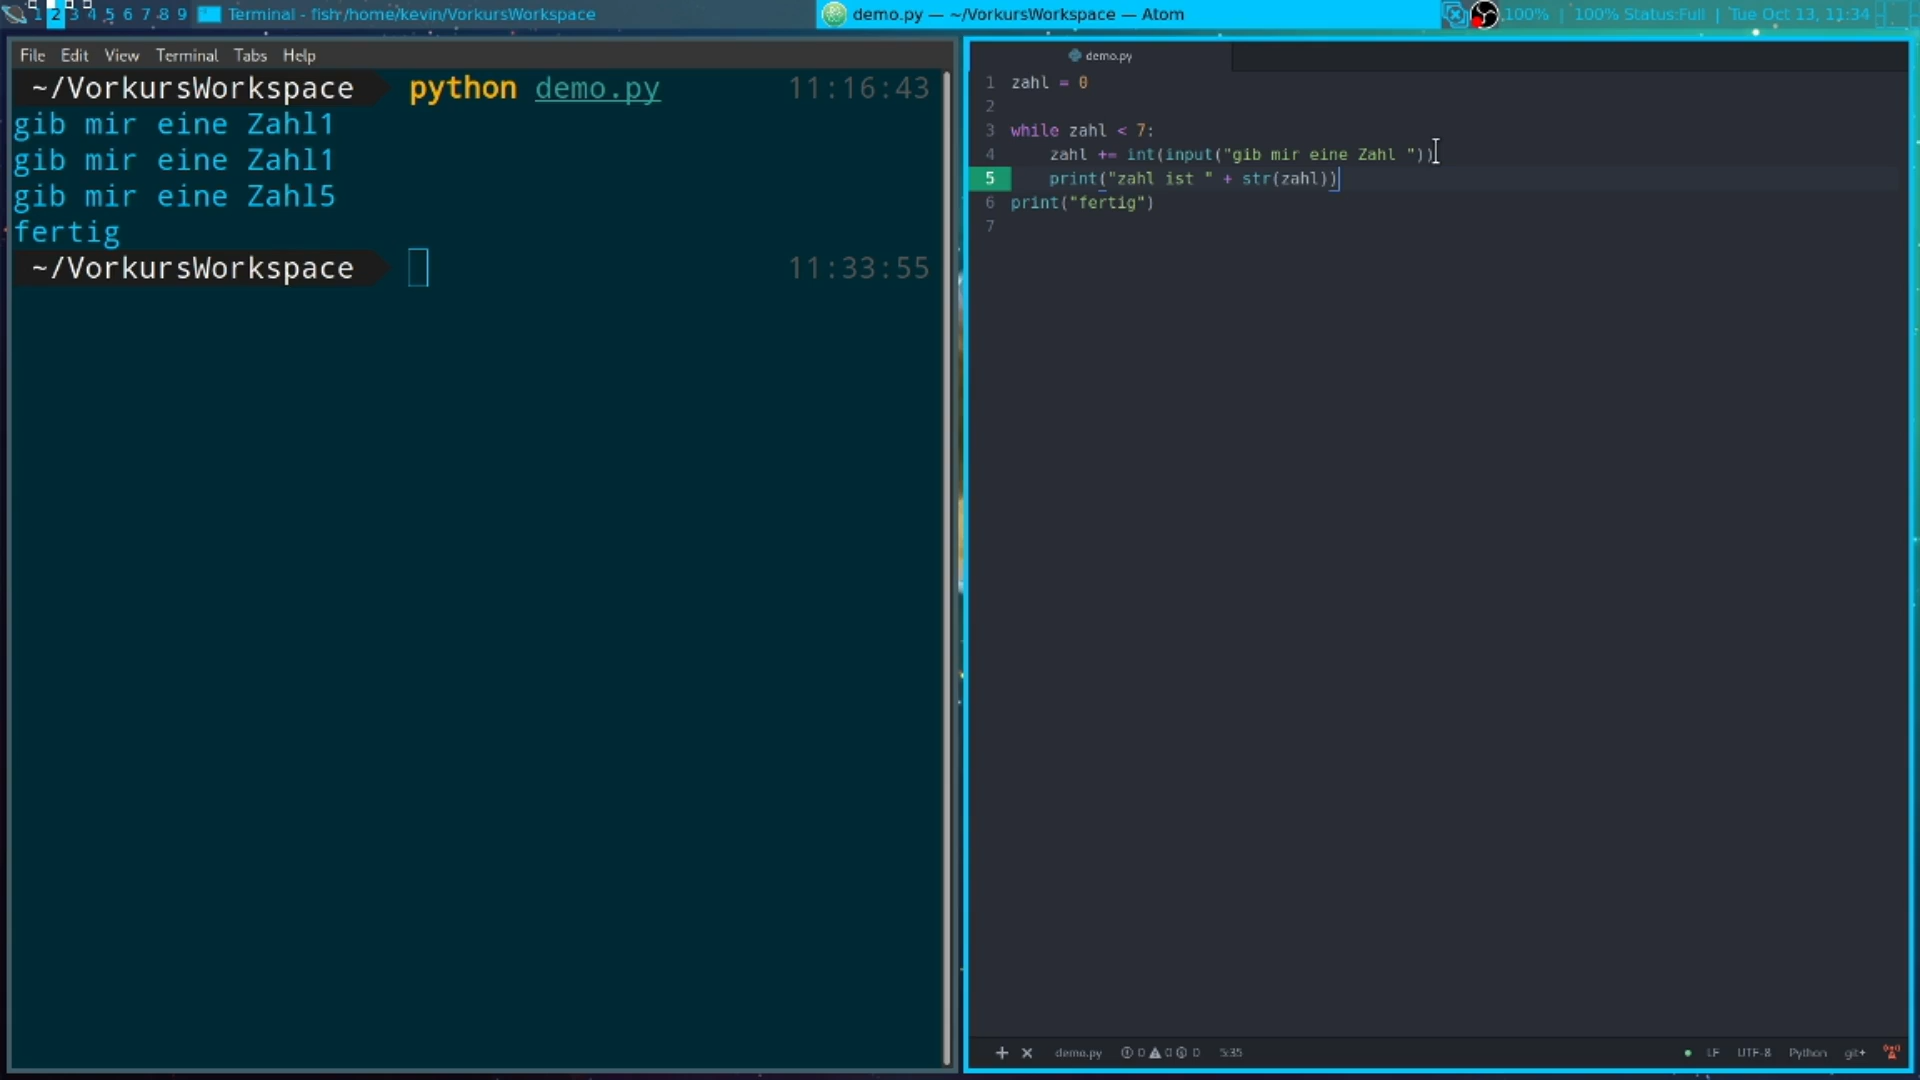 1 2 3 4 5 6 7 8 9 Terminal - fish /home/kevin/VorkursWorkspace
demo.py — ~/VorkursWorkspace — Atom
100% | 100% Status:Full | Tue Oct 13, 11:34
File Edit View Terminal Tabs Help
~/VorkursWorkspace python demo.py 11:16:43
gib mir eine Zahl1
gib mir eine Zahl1
gib mir eine Zahl5
fertig
~/VorkursWorkspace 11:33:55
demo.py
1 zahl = 0
2
3 while zahl < 7:
4 zahl += int(input("gib mir eine Zahl "))
5 print("zahl ist " + str(zahl))
6 print("fertig")
7
demo.py 0 0 0 5:35
LF UTF-8 Python git+